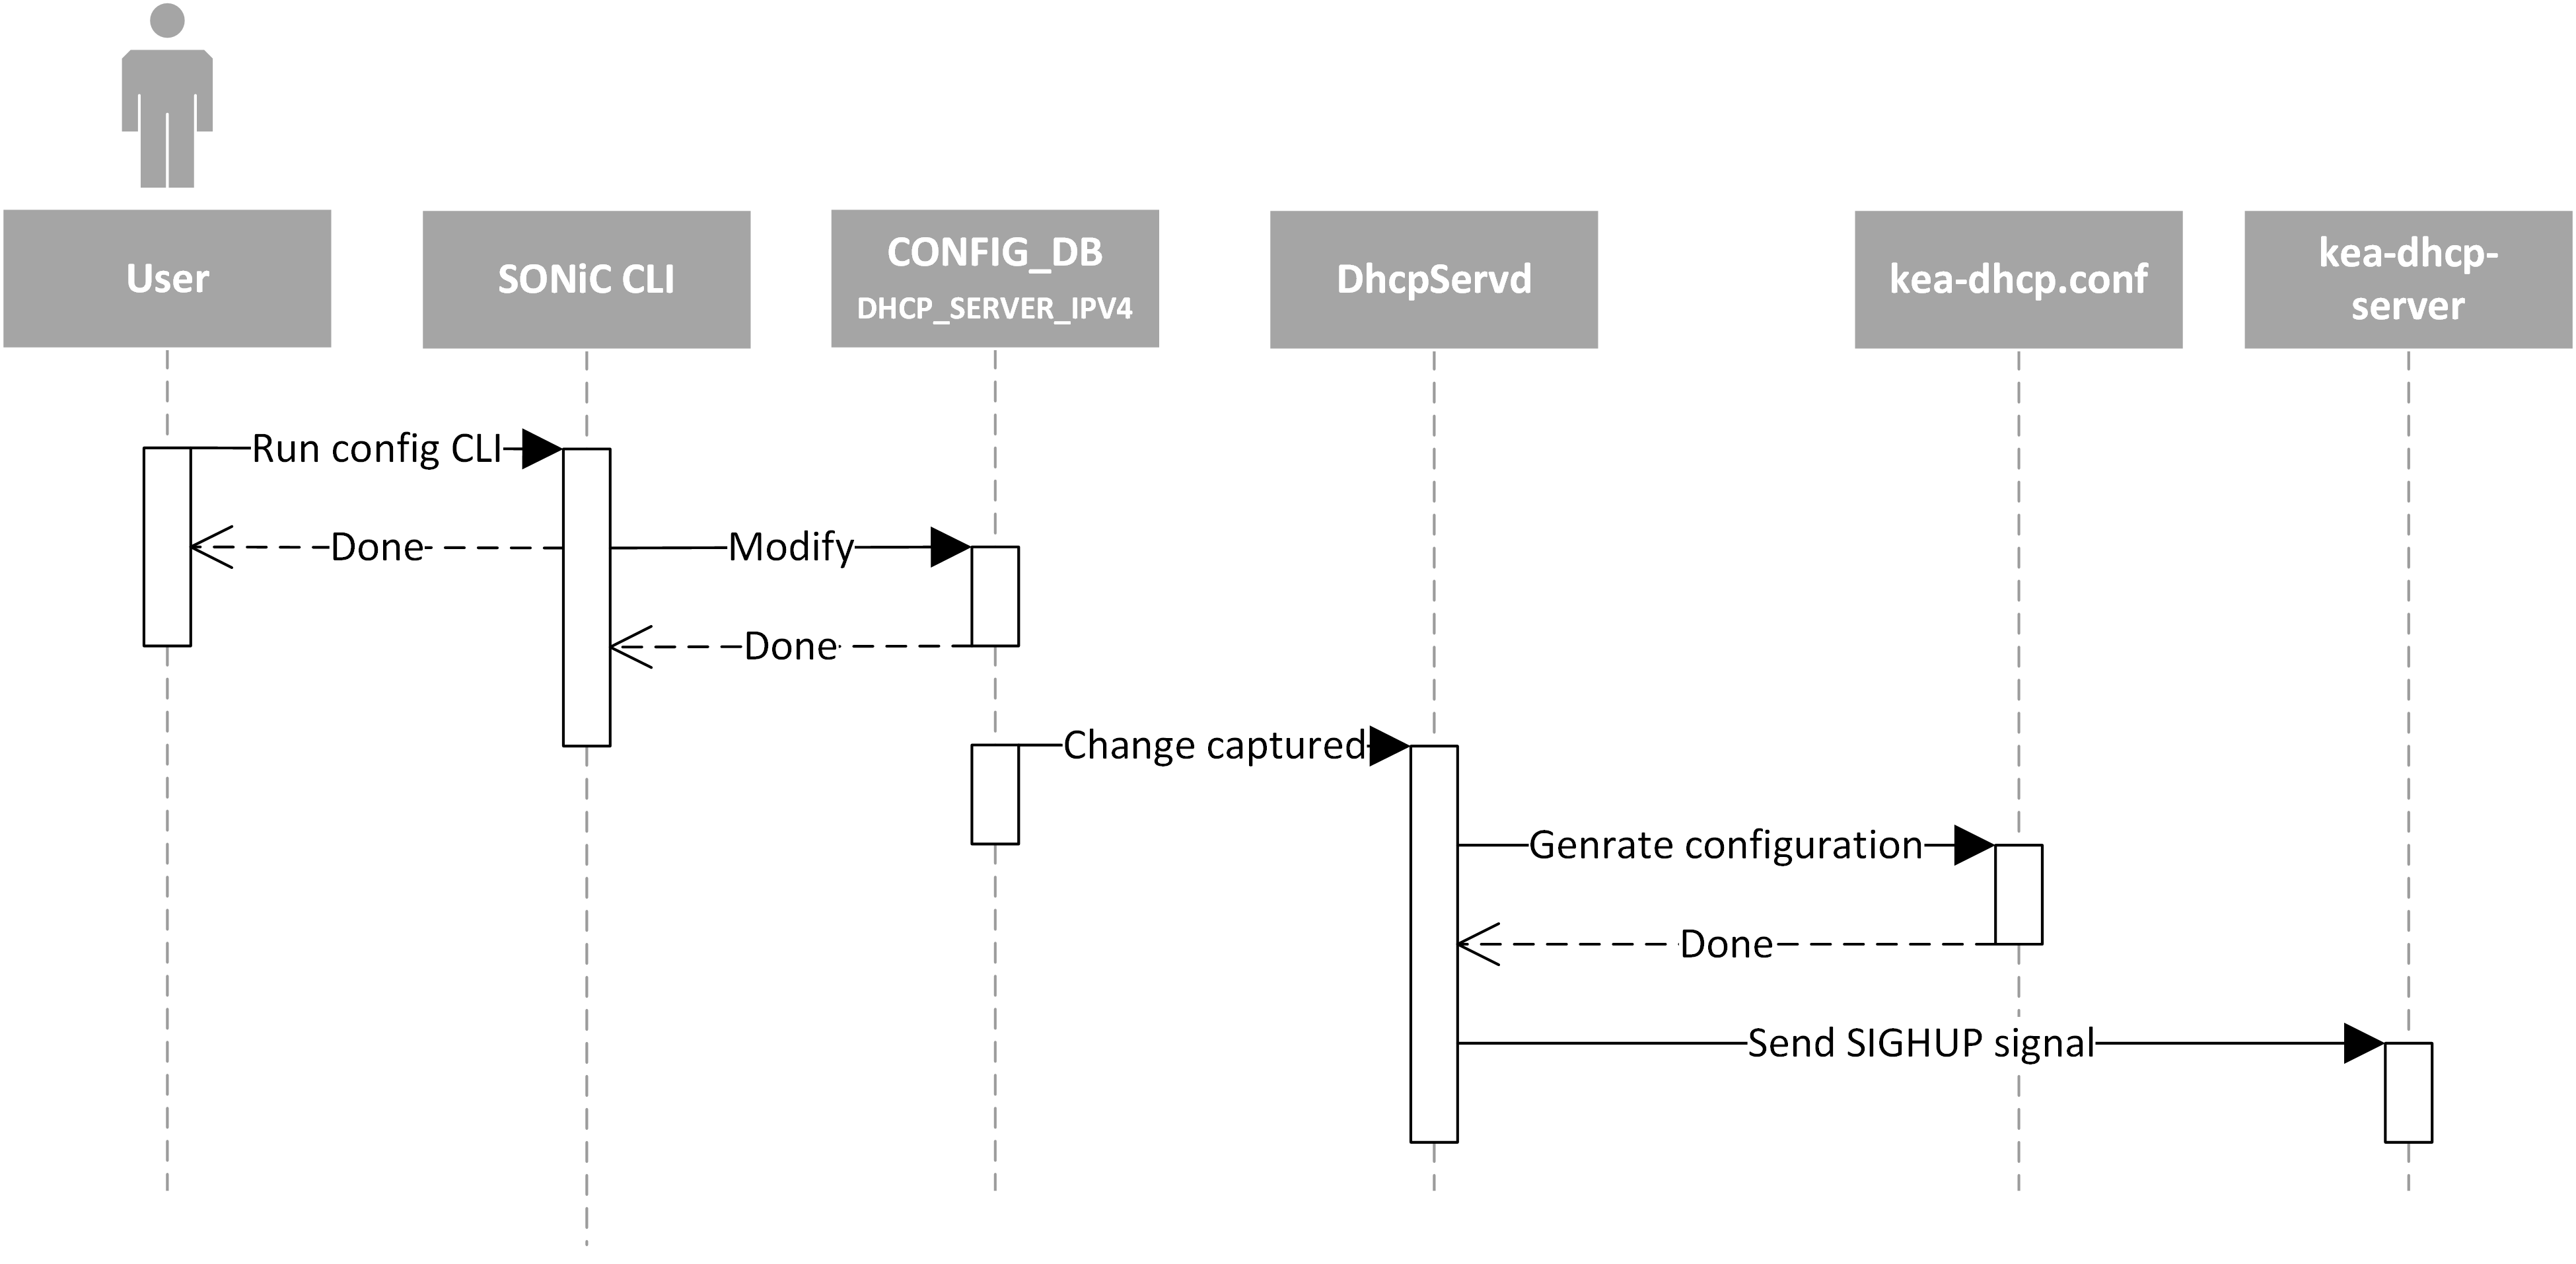 User
SONiC CLI
CONFIG_DB
DHCP_SERVER_IPV4
DhcpServd
kea-dhcp.conf
kea-dhcp-
server
Run config CLI
Done
Modify
Done
Change captured
Genrate configuration
Done
Send SIGHUP signal